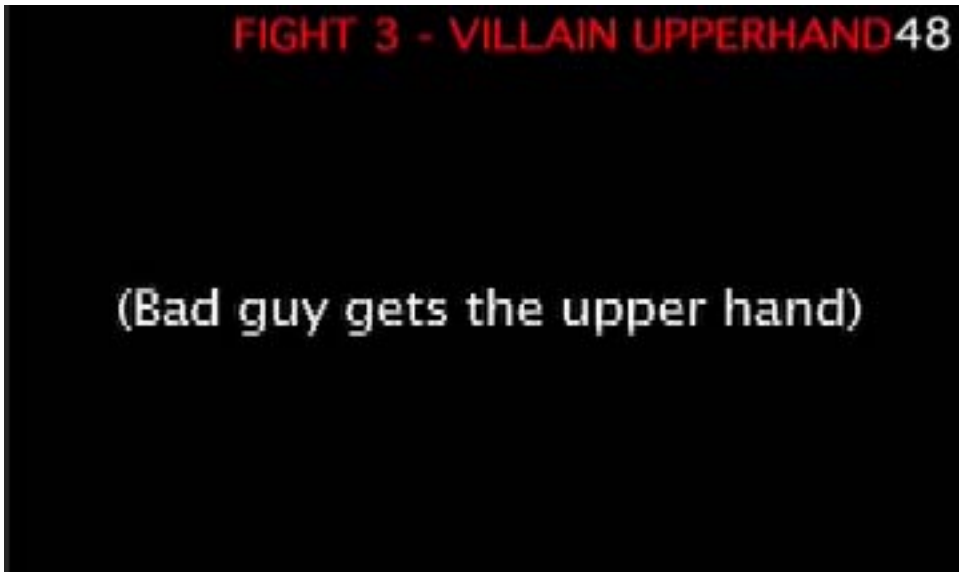 FIGHT 3 - VILLAIN UPPERHAND48
(Bad guy gets the upper hand)